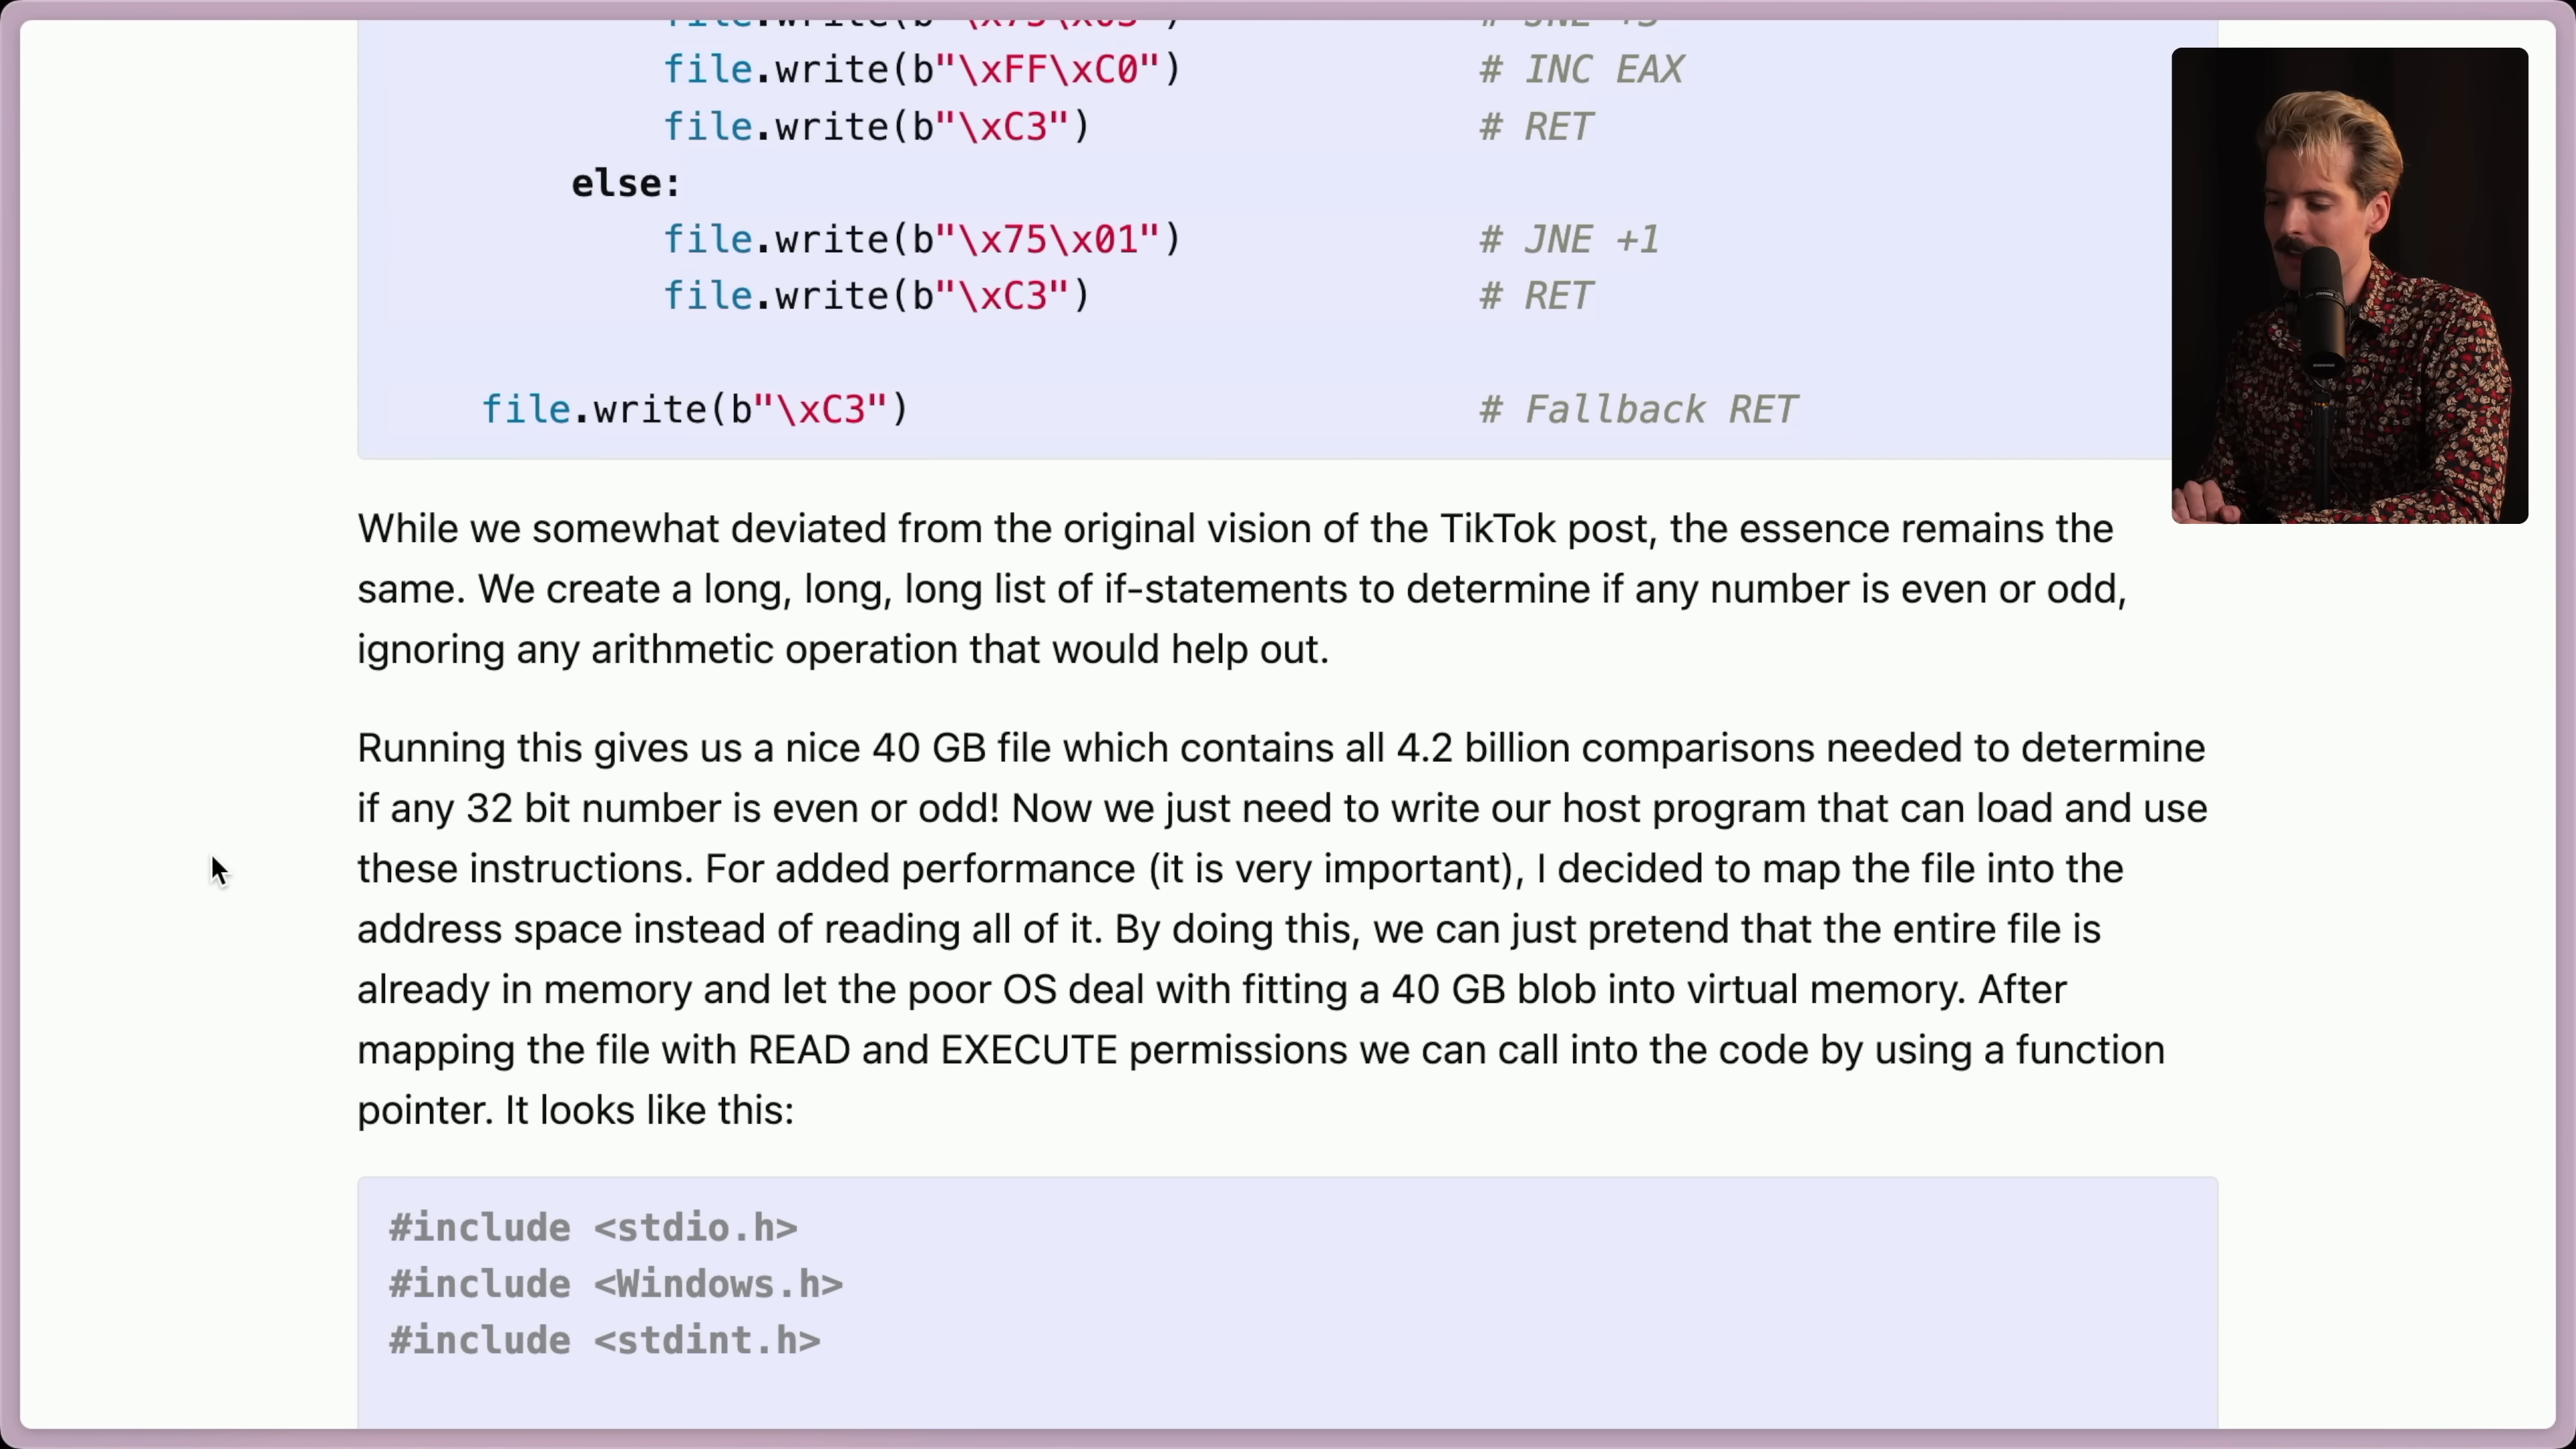 file.write(b"\x75\x03") # JNE +3
file.write(b"\xFF\xC0") # INC EAX
file.write(b"\xC3") # RET
else:
file.write(b"\x75\x01") # JNE +1
file.write(b"\xC3") # RET
file.write(b"\xC3") # Fallback RET
While we somewhat deviated from the original vision of the TikTok post, the essence remains the
same. We create a long, long, long list of if-statements to determine if any number is even or odd,
ignoring any arithmetic operation that would help out.
Running this gives us a nice 40 GB file which contains all 4.2 billion comparisons needed to determine
if any 32 bit number is even or odd! Now we just need to write our host program that can load and use
these instructions. For added performance (it is very important), I decided to map the file into the
address space instead of reading all of it. By doing this, we can just pretend that the entire file is
already in memory and let the poor OS deal with fitting a 40 GB blob into virtual memory. After
mapping the file with READ and EXECUTE permissions we can call into the code by using a function
pointer. It looks like this:
#include <stdio.h>
#include <Windows.h>
#include <stdint.h>